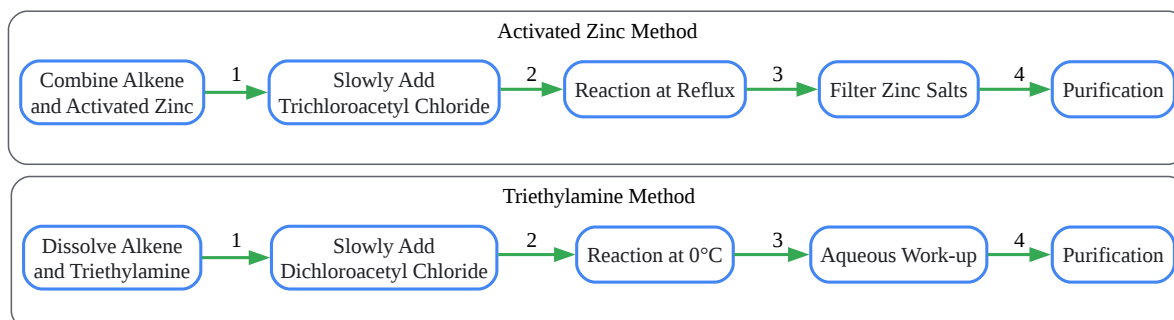 Activated Zinc Method
1 2 3 4
Combine Alkene
and Activated Zinc
Slowly Add
Trichloroacetyl Chloride
Reaction at Reflux
Filter Zinc Salts
Purification
Triethylamine Method
1 2 3 4
Dissolve Alkene
and Triethylamine
Slowly Add
Dichloroacetyl Chloride
Reaction at 0°C
Aqueous Work-up
Purification